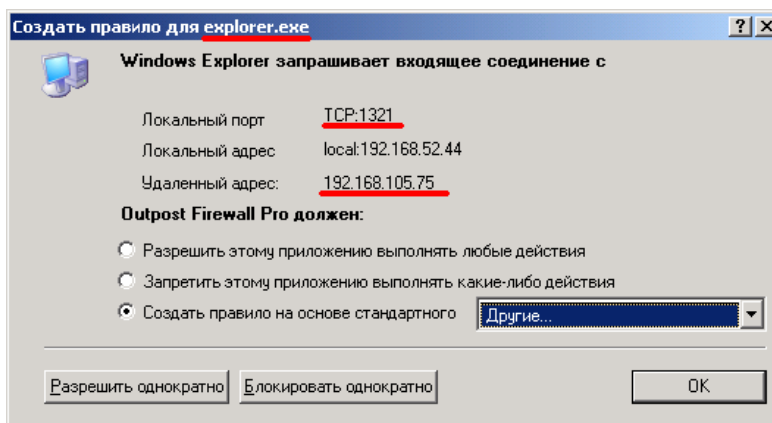 Создать правило для explorer.exe
Windows Explorer запрашивает входящее соединение с
Локальный порт TCP:1321
Локальный адрес local:192.168.52.44
Удаленный адрес: 192.168.105.75
Outpost Firewall Pro должен:
Разрешить этому приложению выполнять любые действия
Запретить этому приложению выполнять какие-либо действия
Создать правило на основе стандартного Другие...
Разрешить однократно Блокировать однократно OK